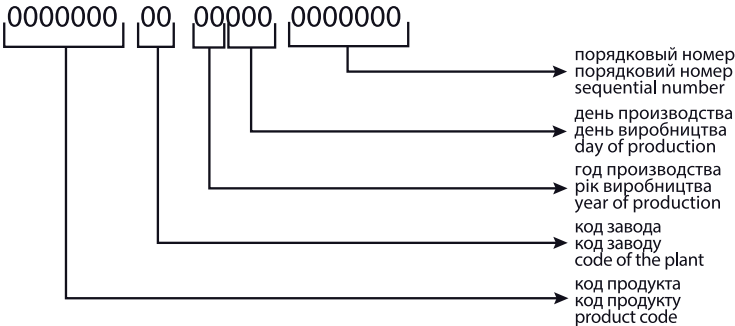 0000000 00 00000 0000000
порядковый номер
порядковий номер
sequential number
день производства
день виробництва
day of production
год производства
рік виробництва
year of production
код завода
код заводу
code of the plant
код продукта
код продукту
product code